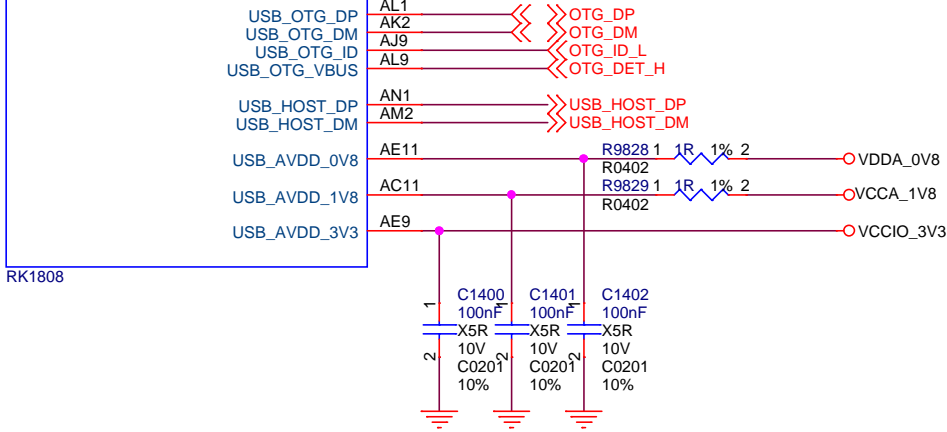 USB_OTG_DP AL1 OTG_DP
USB_OTG_DM AK2 OTG_DM
USB_OTG_ID AJ9 OTG_ID_L
USB_OTG_VBUS AL9 OTG_DET_H
USB_HOST_DP AN1 USB_HOST_DP
USB_HOST_DM AM2 USB_HOST_DM
USB_AVDD_0V8 AE11 R9828 1 1R 1% 2 VDDA_0V8
R0402
USB_AVDD_1V8 AC11 R9829 1 1R 1% 2 VCCA_1V8
R0402
USB_AVDD_3V3 AE9 VCCIO_3V3
RK1808
1 C1400 1 C1401 1 C1402
100nF 100nF 100nF
X5R X5R X5R
2 10V 2 10V 2 10V
C0201 C0201 C0201
10% 10% 10%